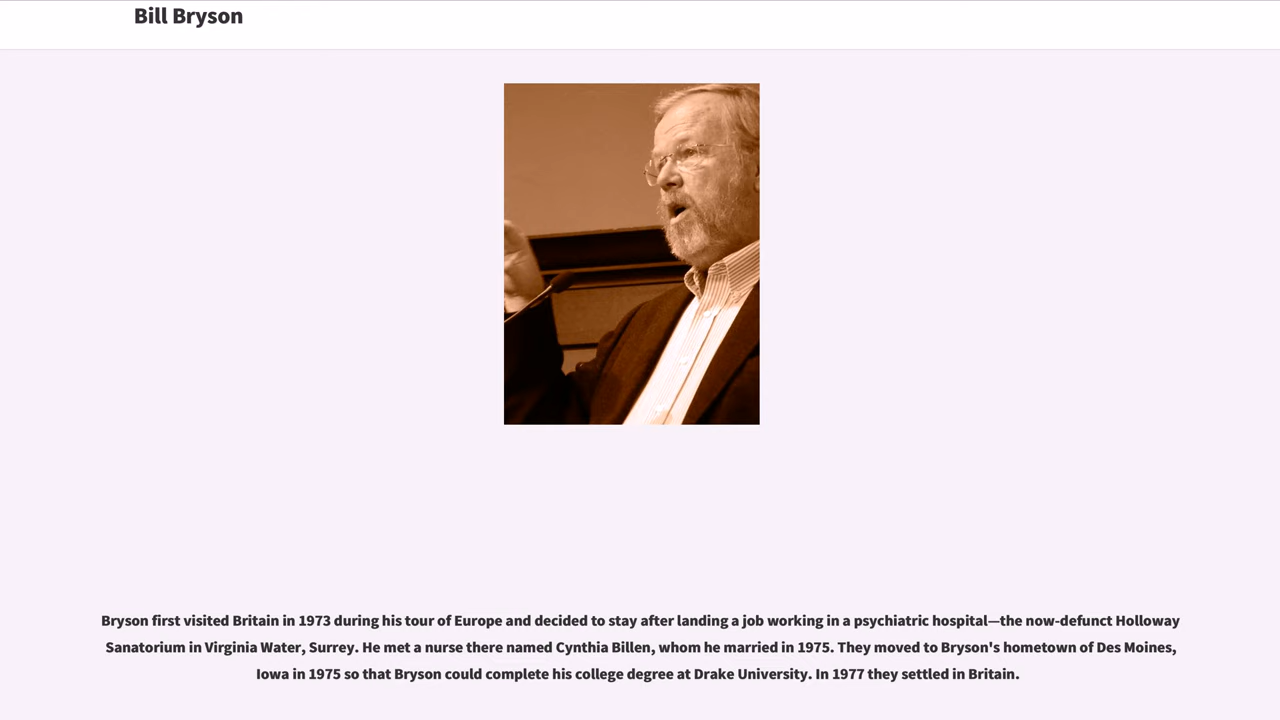 Bill Bryson
Bryson first visited Britain in 1973 during his tour of Europe and decided to stay after landing a job working in a psychiatric hospital—the now-defunct Holloway
Sanatorium in Virginia Water, Surrey. He met a nurse there named Cynthia Billen, whom he married in 1975. They moved to Bryson's hometown of Des Moines,
Iowa in 1975 so that Bryson could complete his college degree at Drake University. In 1977 they settled in Britain.